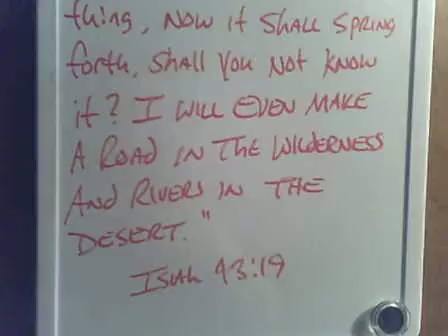 thing, NOW it SHALL SPRING
forth, SHALL YOU NOT KNOW
it? I WILL EVEN MAKE
A ROAD IN THE WILDERNESS
AND RIVERS IN THE
DESERT."
ISIAH 43:19